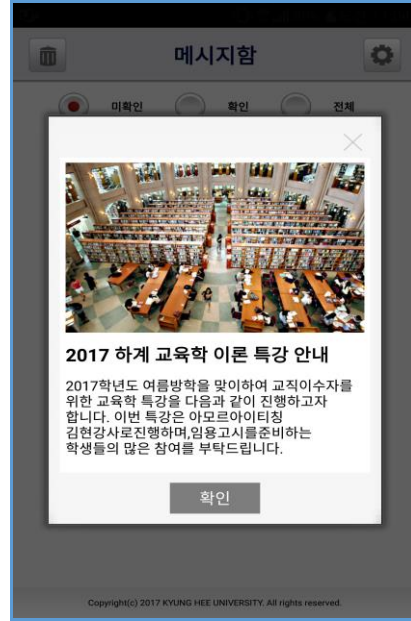 메시지함
미확인 확인 전체
2017 하계 교육학 이론 특강 안내
2017학년도 여름방학을 맞이하여 교직이수자를
위한 교육학 특강을 다음과 같이 진행하고자
합니다. 이번 특강은 아모르아이티칭
김현강사로진행하며,임용고시를준비하는
학생들의 많은 참여를 부탁드립니다.
확인
Copyright(c) 2017 KYUNG HEE UNIVERSITY. All rights reserved.